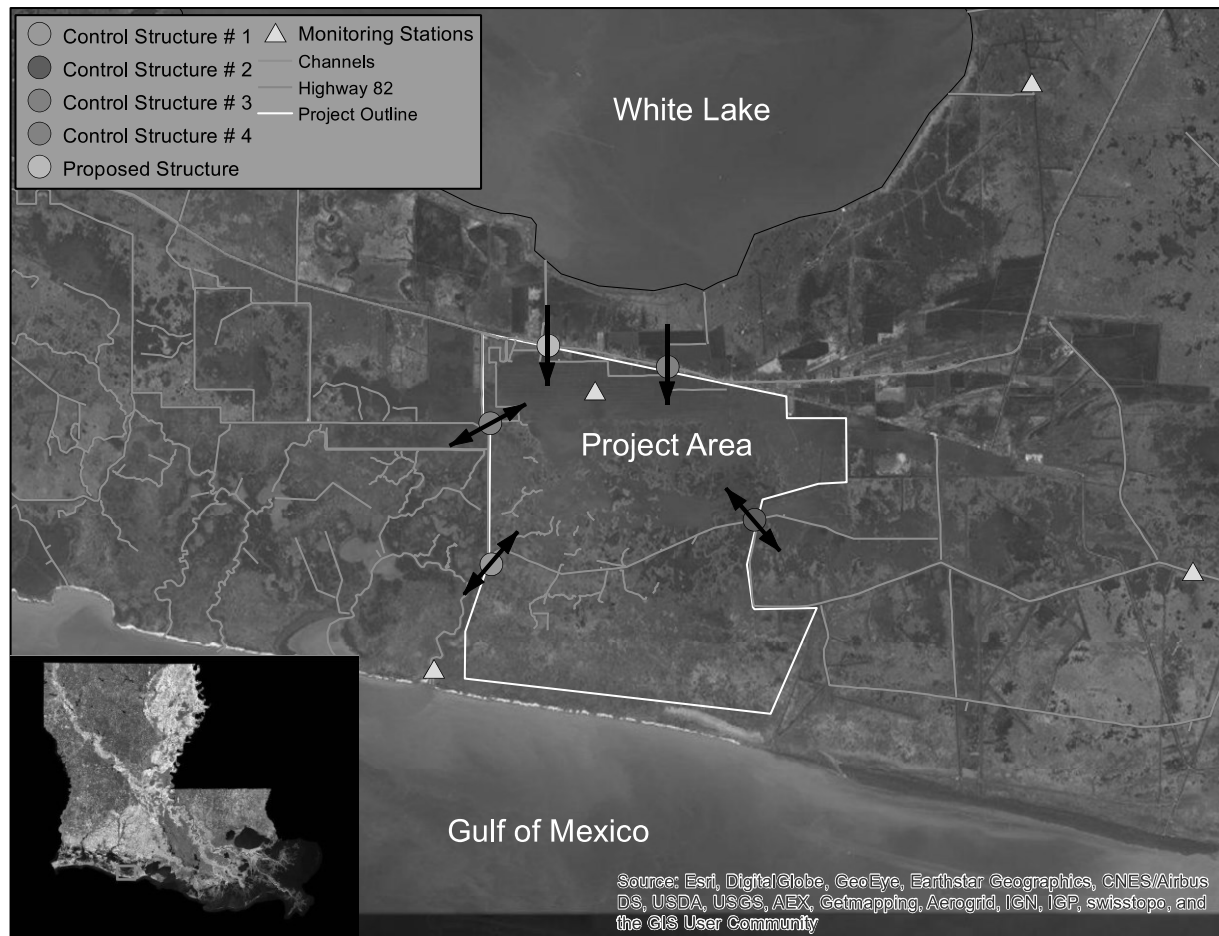 Control Structure # 1
Control Structure # 2
Control Structure # 3
Control Structure # 4
Proposed Structure
Monitoring Stations
Channels
Highway 82
Project Outline
White Lake
Project Area
Gulf of Mexico
Source: Esri, DigitalGlobe, GeoEye, Earthstar Geographics, CNES/Airbus
DS, USDA, USGS, AEX, Getmapping, Aerogrid, IGN, IGP, swisstopo, and
the GIS User Community